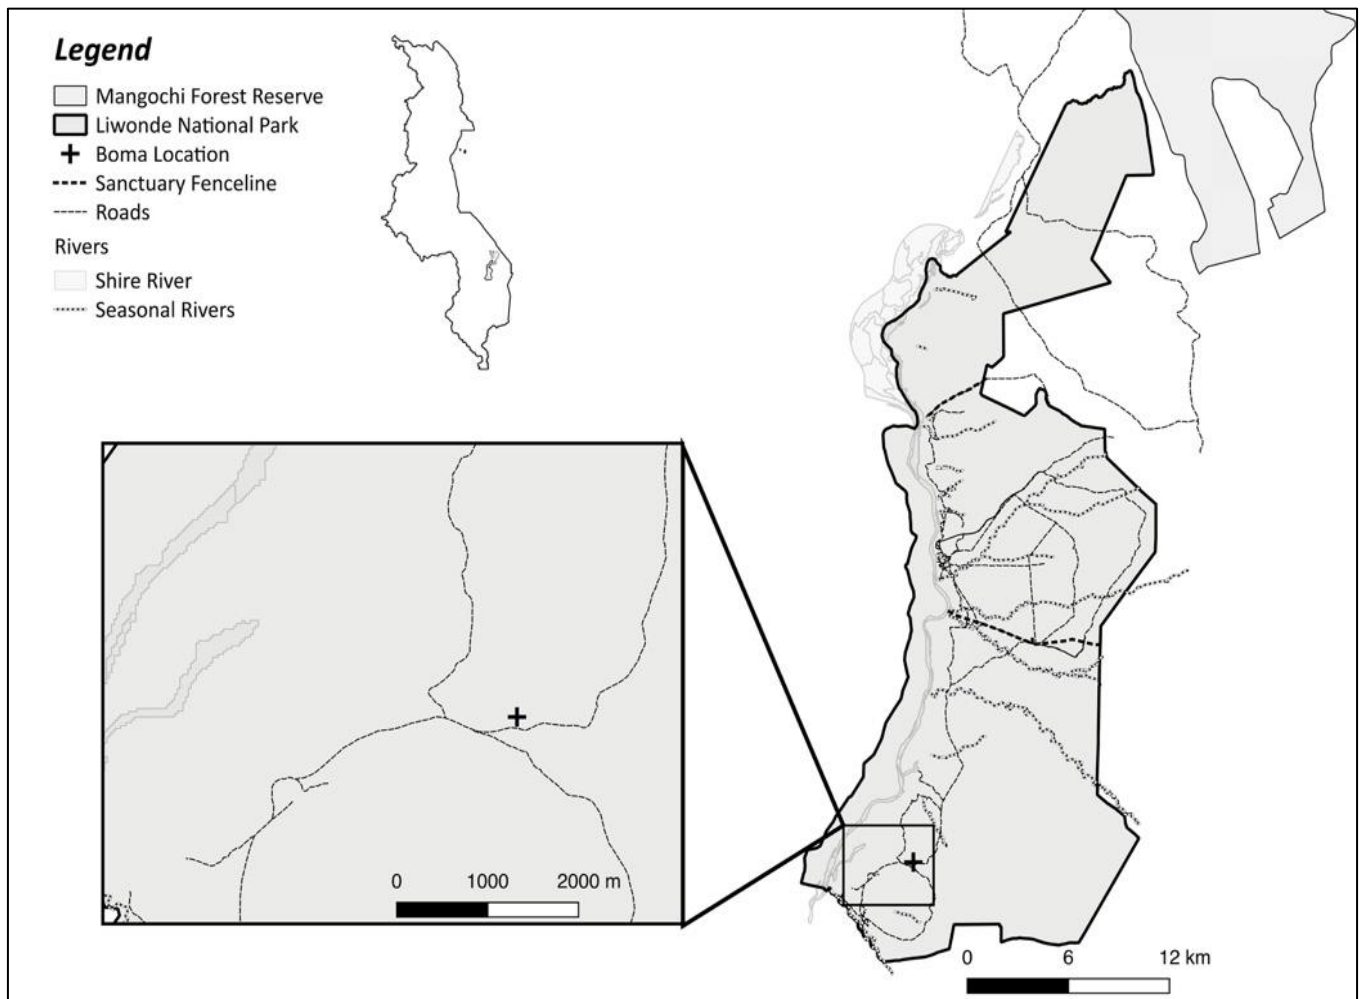 Legend
Mangochi Forest Reserve
Liwonde National Park
Boma Location
Sanctuary Fenceline
Roads
Rivers
Shire River
Seasonal Rivers
0 1000 2000 m
0 6 12 km